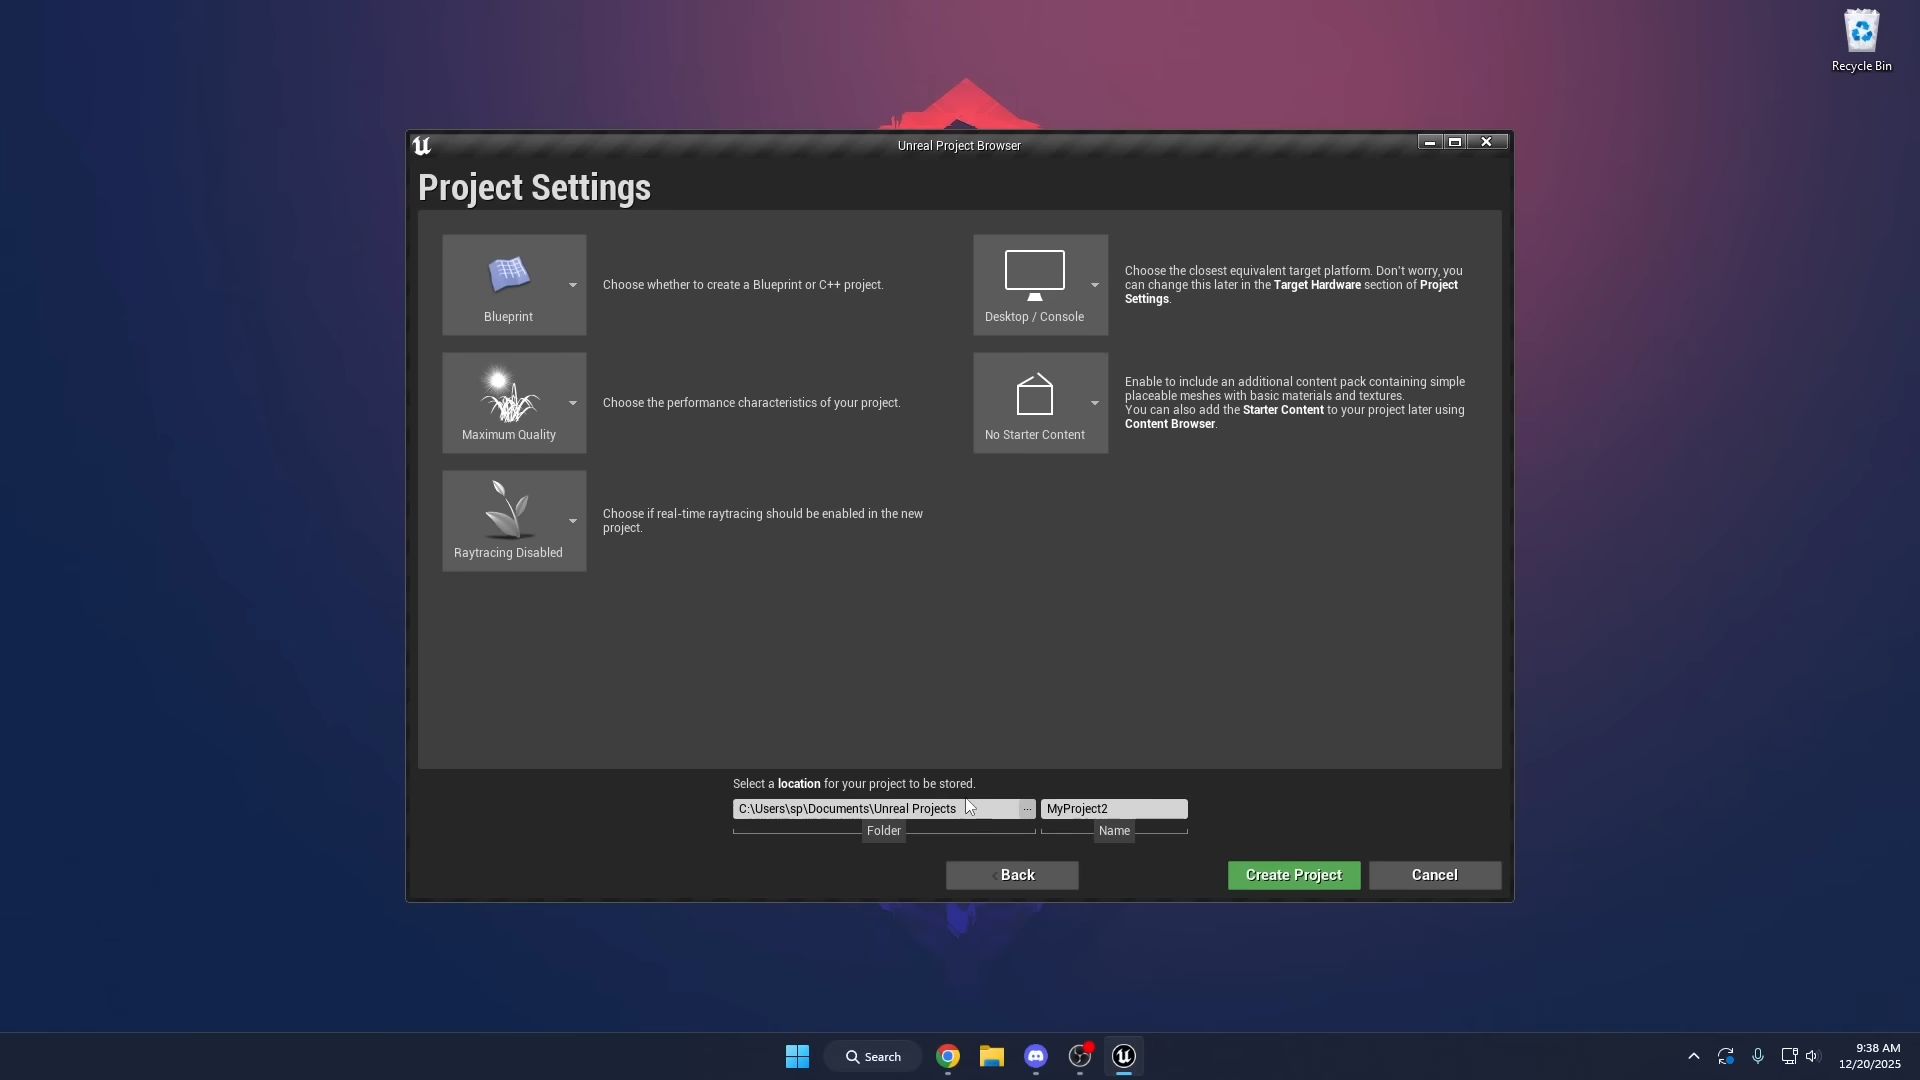 Recycle Bin
Unreal Project Browser
Project Settings
Blueprint
Choose whether to create a Blueprint or C++ project.
Desktop / Console
Choose the closest equivalent target platform. Don't worry, you
can change this later in the Target Hardware section of Project
Settings.
Maximum Quality
Choose the performance characteristics of your project.
No Starter Content
Enable to include an additional content pack containing simple
placeable meshes with basic materials and textures.
You can also add the Starter Content to your project later using
Content Browser.
Raytracing Disabled
Choose if real-time raytracing should be enabled in the new
project.
Select a location for your project to be stored.
C:\Users\sp\Documents\Unreal Projects
...
MyProject2
Folder
Name
Back
Create Project
Cancel
Search
9:38 AM
12/20/2025